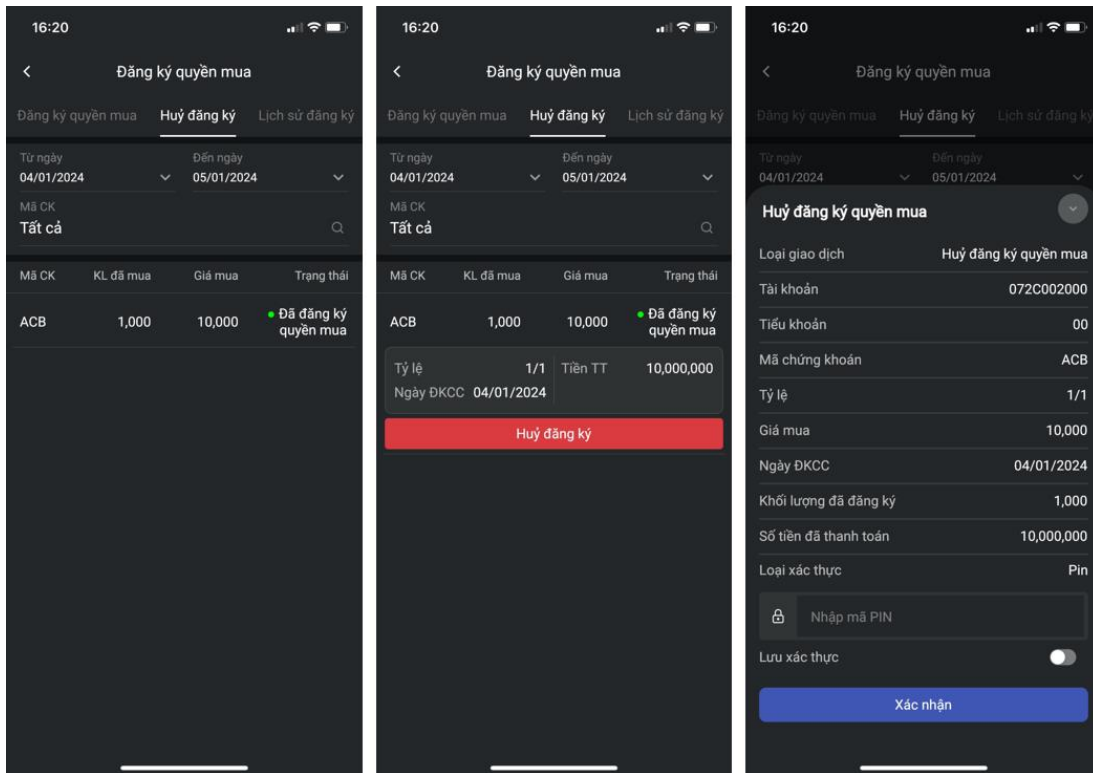 16:20
Đăng ký quyền mua
Đăng ký quyền mua Huỷ đăng ký Lịch sử đăng ký
Từ ngày Đến ngày
04/01/2024 05/01/2024
Mã CK
Tất cả
Mã CK KL đã mua Giá mua Trạng thái
ACB 1,000 10,000 Đã đăng ký
quyền mua
16:20
Đăng ký quyền mua
Đăng ký quyền mua Huỷ đăng ký Lịch sử đăng ký
Từ ngày Đến ngày
04/01/2024 05/01/2024
Mã CK
Tất cả
Mã CK KL đã mua Giá mua Trạng thái
ACB 1,000 10,000 Đã đăng ký
quyền mua
Tỷ lệ 1/1 Tiền TT 10,000,000
Ngày ĐKCC 04/01/2024
Huỷ đăng ký
16:20
Đăng ký quyền mua
Đăng ký quyền mua Huỷ đăng ký Lịch sử đăng ký
Từ ngày Đến ngày
04/01/2024 05/01/2024
Huỷ đăng ký quyền mua
Loại giao dịch Huỷ đăng ký quyền mua
Tài khoản 072C002000
Tiểu khoản 00
Mã chứng khoán ACB
Tỷ lệ 1/1
Giá mua 10,000
Ngày ĐKCC 04/01/2024
Khối lượng đã đăng ký 1,000
Số tiền đã thanh toán 10,000,000
Loại xác thực Pin
Nhập mã PIN
Lưu xác thực
Xác nhận